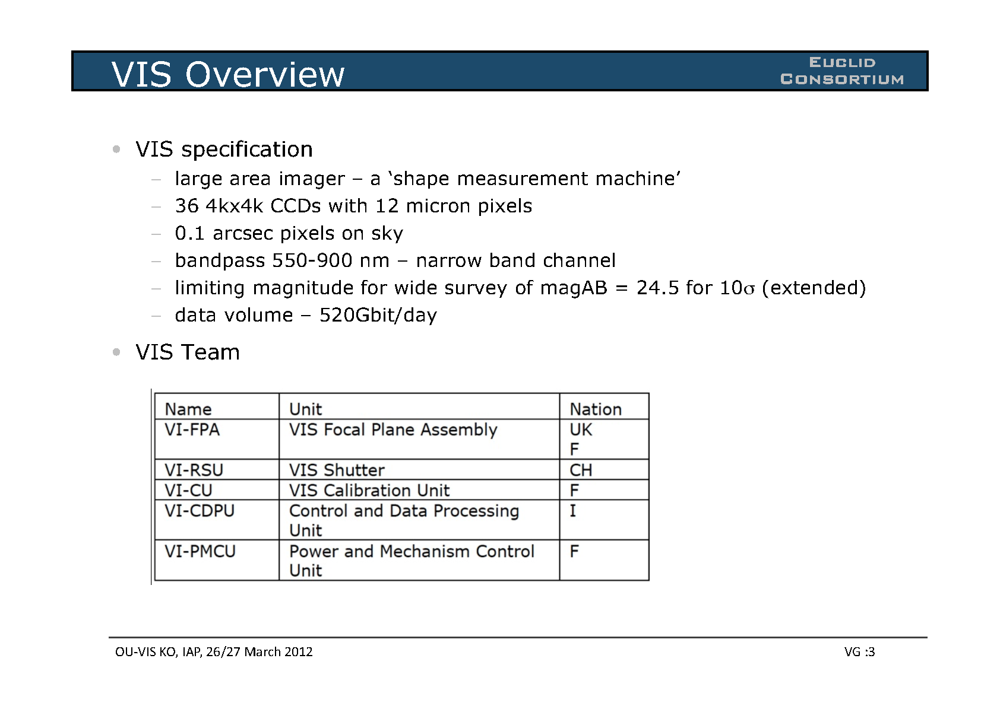 VIS Overview
Euclid
Consortium
• VIS specification
– large area imager – a ‘shape measurement machine’
– 36 4kx4k CCDs with 12 micron pixels
– 0.1 arcsec pixels on sky
– bandpass 550-900 nm – narrow band channel
– limiting magnitude for wide survey of magAB = 24.5 for 10σ (extended)
– data volume – 520Gbit/day
• VIS Team
Name Unit Nation
VI-FPA VIS Focal Plane Assembly UK
F
VI-RSU VIS Shutter CH
VI-CU VIS Calibration Unit F
VI-CDPU Control and Data Processing I
Unit
VI-PMCU Power and Mechanism Control F
Unit
OU-VIS KO, IAP, 26/27 March 2012 VG :3